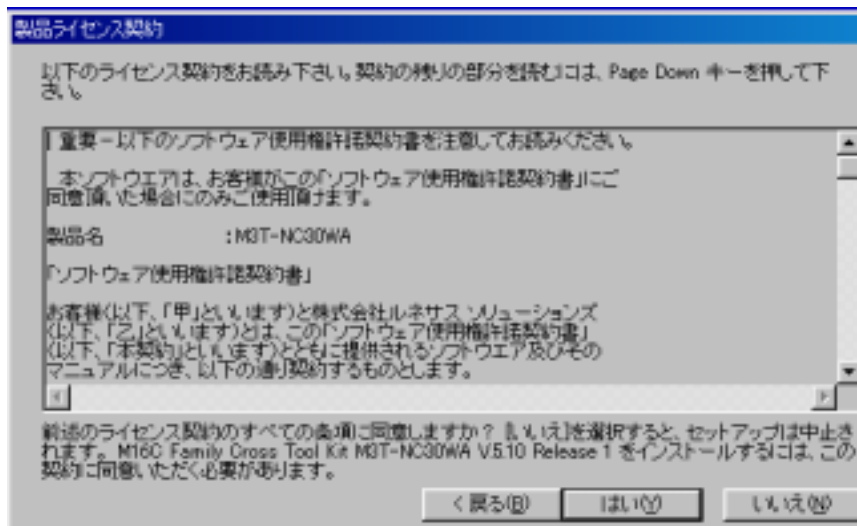 製品ライセンス契約
以下のライセンス契約をお読み下さい。契約の残りの部分を読むには、Page Down キーを押して下
さい。
重要－以下のソフトウェア使用権許諾契約書を注意してお読みください。
本ソフトウエアは、お客様がこの「ソフトウェア使用権許諾契約書」にご
同意頂いた場合にのみご使用頂けます。
製品名 ：M3T-NC30WA
「ソフトウェア使用権許諾契約書」
お客様（以下、「甲」といいます）と株式会社ルネサス ソリューションズ
（以下、「乙」といいます）とは、この「ソフトウェア使用権許諾契約書」
（以下、「本契約」といいます）とともに提供されるソフトウエア及びその
マニュアルにつき、以下の通り契約するものとします。
前述のライセンス契約のすべての条項に同意しますか？ [いいえ]を選択すると、セットアップは中止さ
れます。 M16C Family Cross Tool Kit M3T-NC30WA V.5.10 Release 1 をインストールするには、この
契約に同意いただく必要があります。
< 戻る(B) はい(Y) いいえ(N)